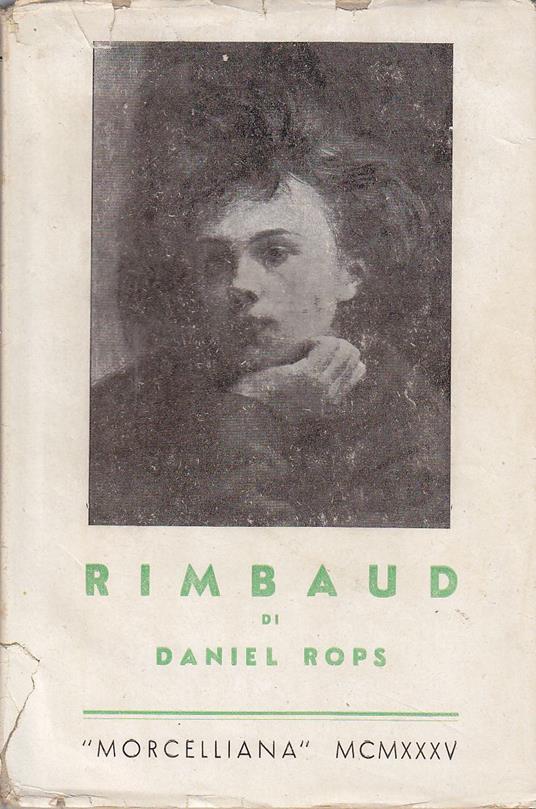 RIMBAUD
DI
DANIEL ROPS
"MORCELLIANA" MCMXXXV